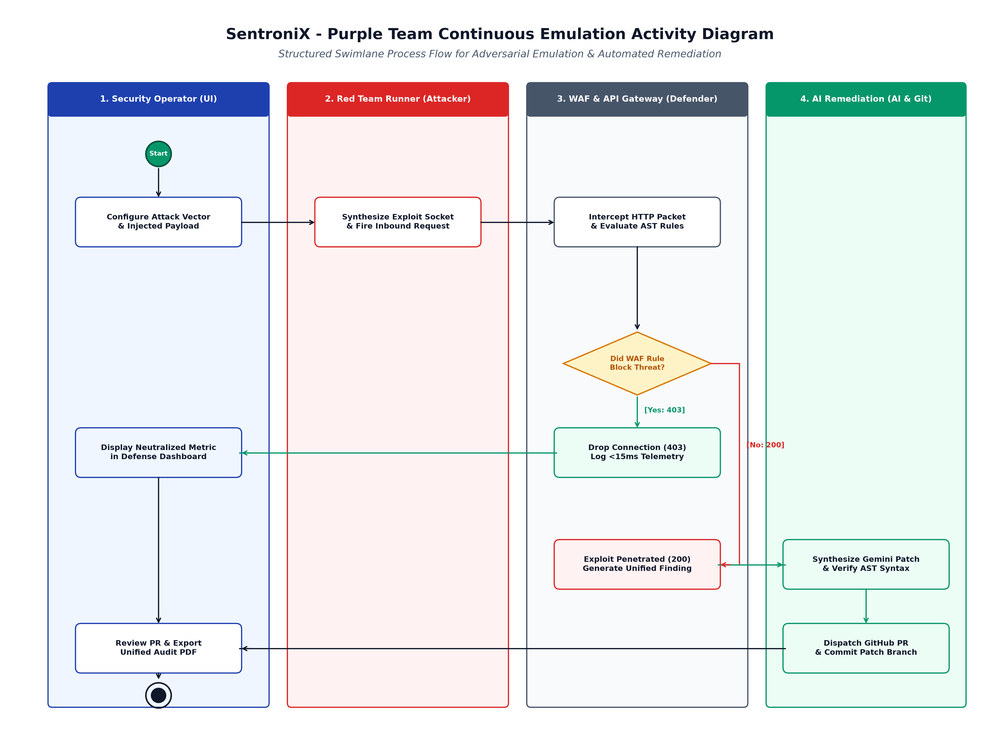 SentroniX - Purple Team Continuous Emulation Activity Diagram
Structured Swimlane Process Flow for Adversarial Emulation & Automated Remediation
1. Security Operator (UI)
2. Red Team Runner (Attacker)
3. WAF & API Gateway (Defender)
4. AI Remediation (AI & Git)
Start
Configure Attack Vector
& Injected Payload
Synthesize Exploit Socket
& Fire Inbound Request
Intercept HTTP Packet
& Evaluate AST Rules
Did WAF Rule
Block Threat?
[Yes: 403]
[No: 200]
Display Neutralized Metric
in Defense Dashboard
Drop Connection (403)
Log <15ms Telemetry
Exploit Penetrated (200)
Generate Unified Finding
Synthesize Gemini Patch
& Verify AST Syntax
Review PR & Export
Unified Audit PDF
Dispatch GitHub PR
& Commit Patch Branch